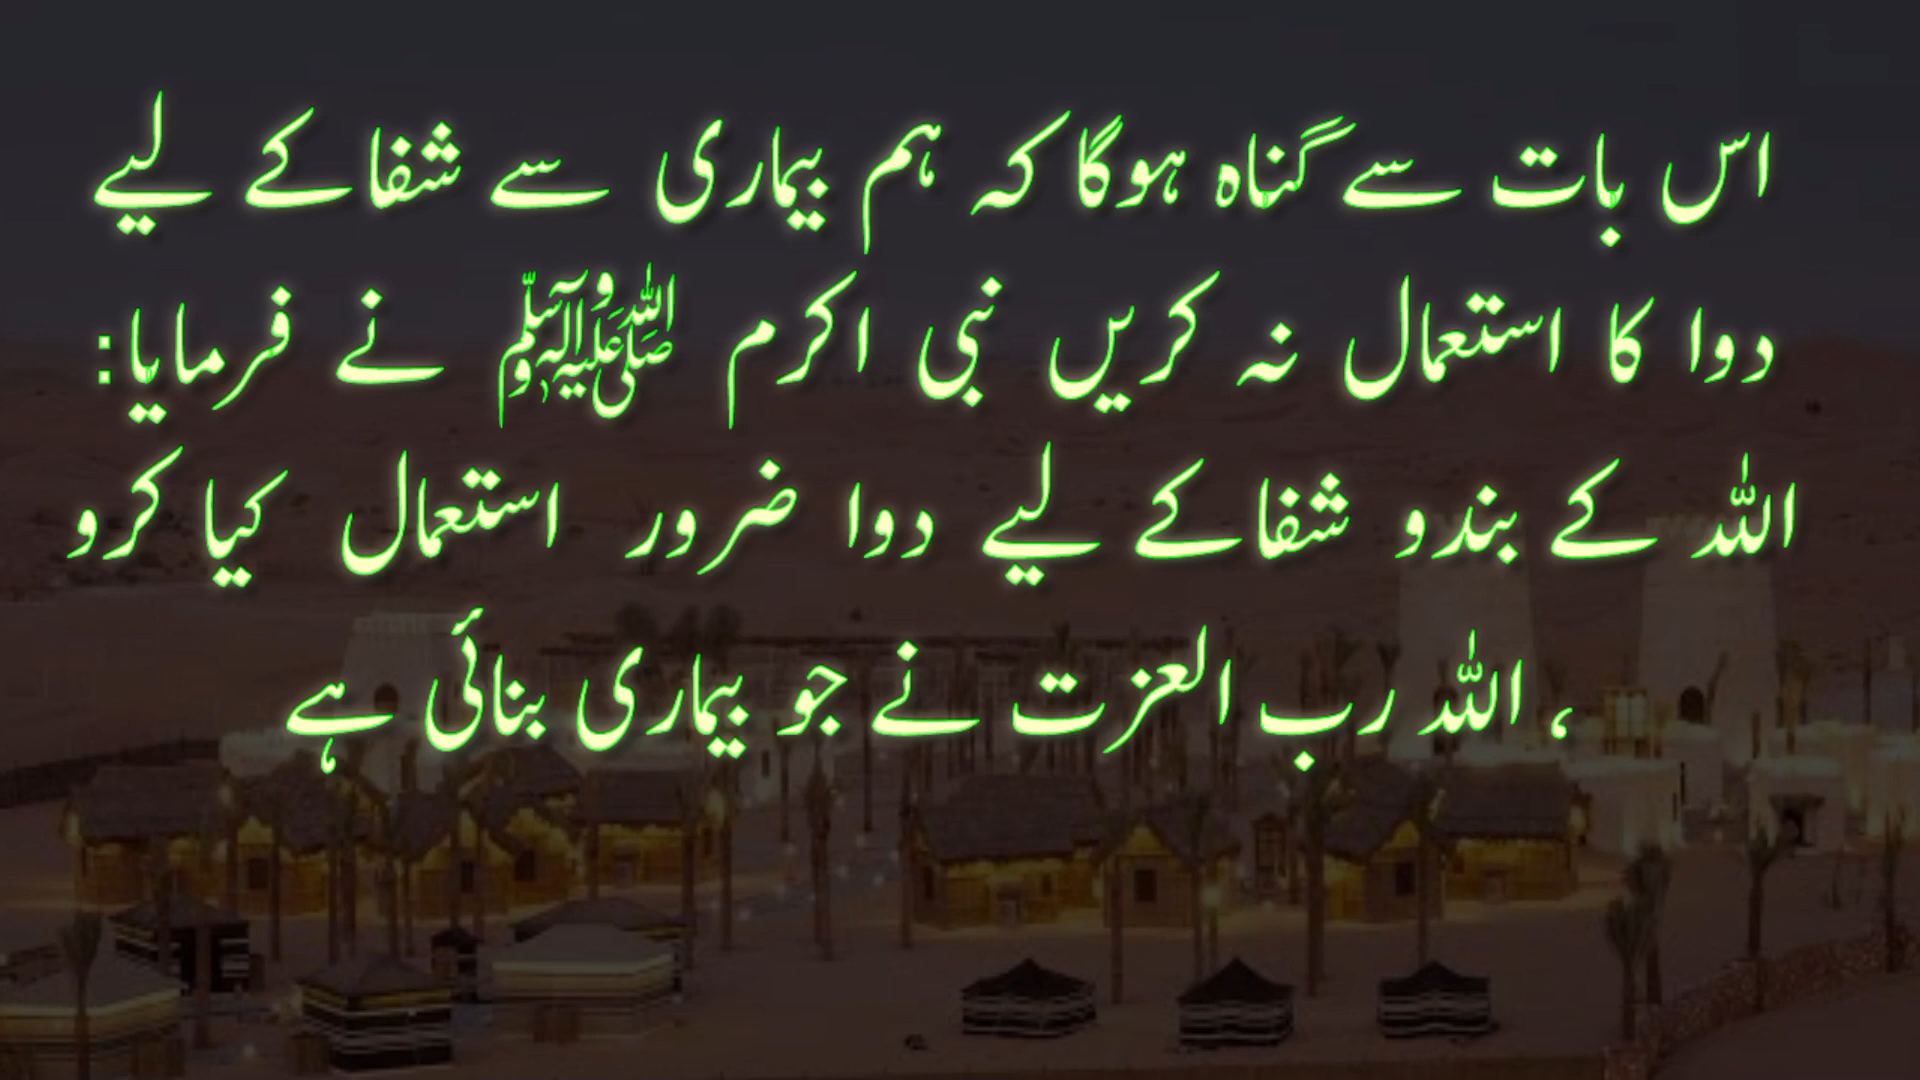 اس بات سے گناہ ہوگا کہ ہم بیماری سے شفا کے لیے
دوا کا استعمال نہ کریں نبی اکرم ﷺ نے فرمایا:
اللہ کے بندو شفا کے لیے دوا ضرور استعمال کیا کرو
، اللہ رب العزت نے جو بیماری بنائی ہے